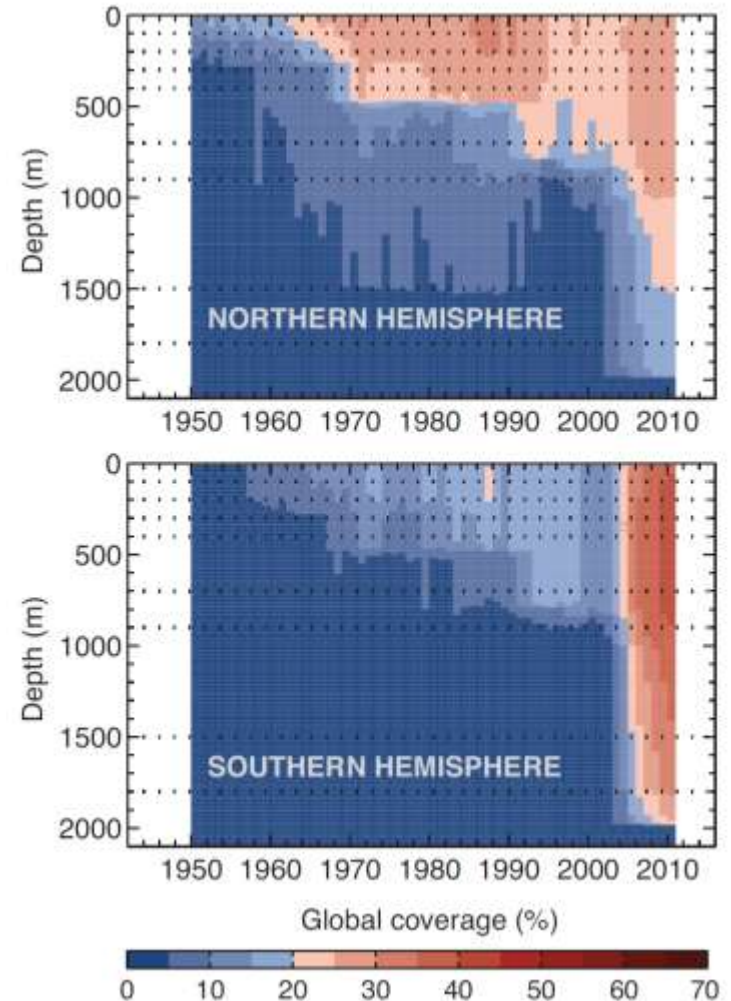 0
500
Depth (m)
1000
1500
NORTHERN HEMISPHERE
2000
1950 1960 1970 1980 1990 2000 2010
0
500
Depth (m)
1000
1500
SOUTHERN HEMISPHERE
2000
1950 1960 1970 1980 1990 2000 2010
Global coverage (%)
0 10 20 30 40 50 60 70